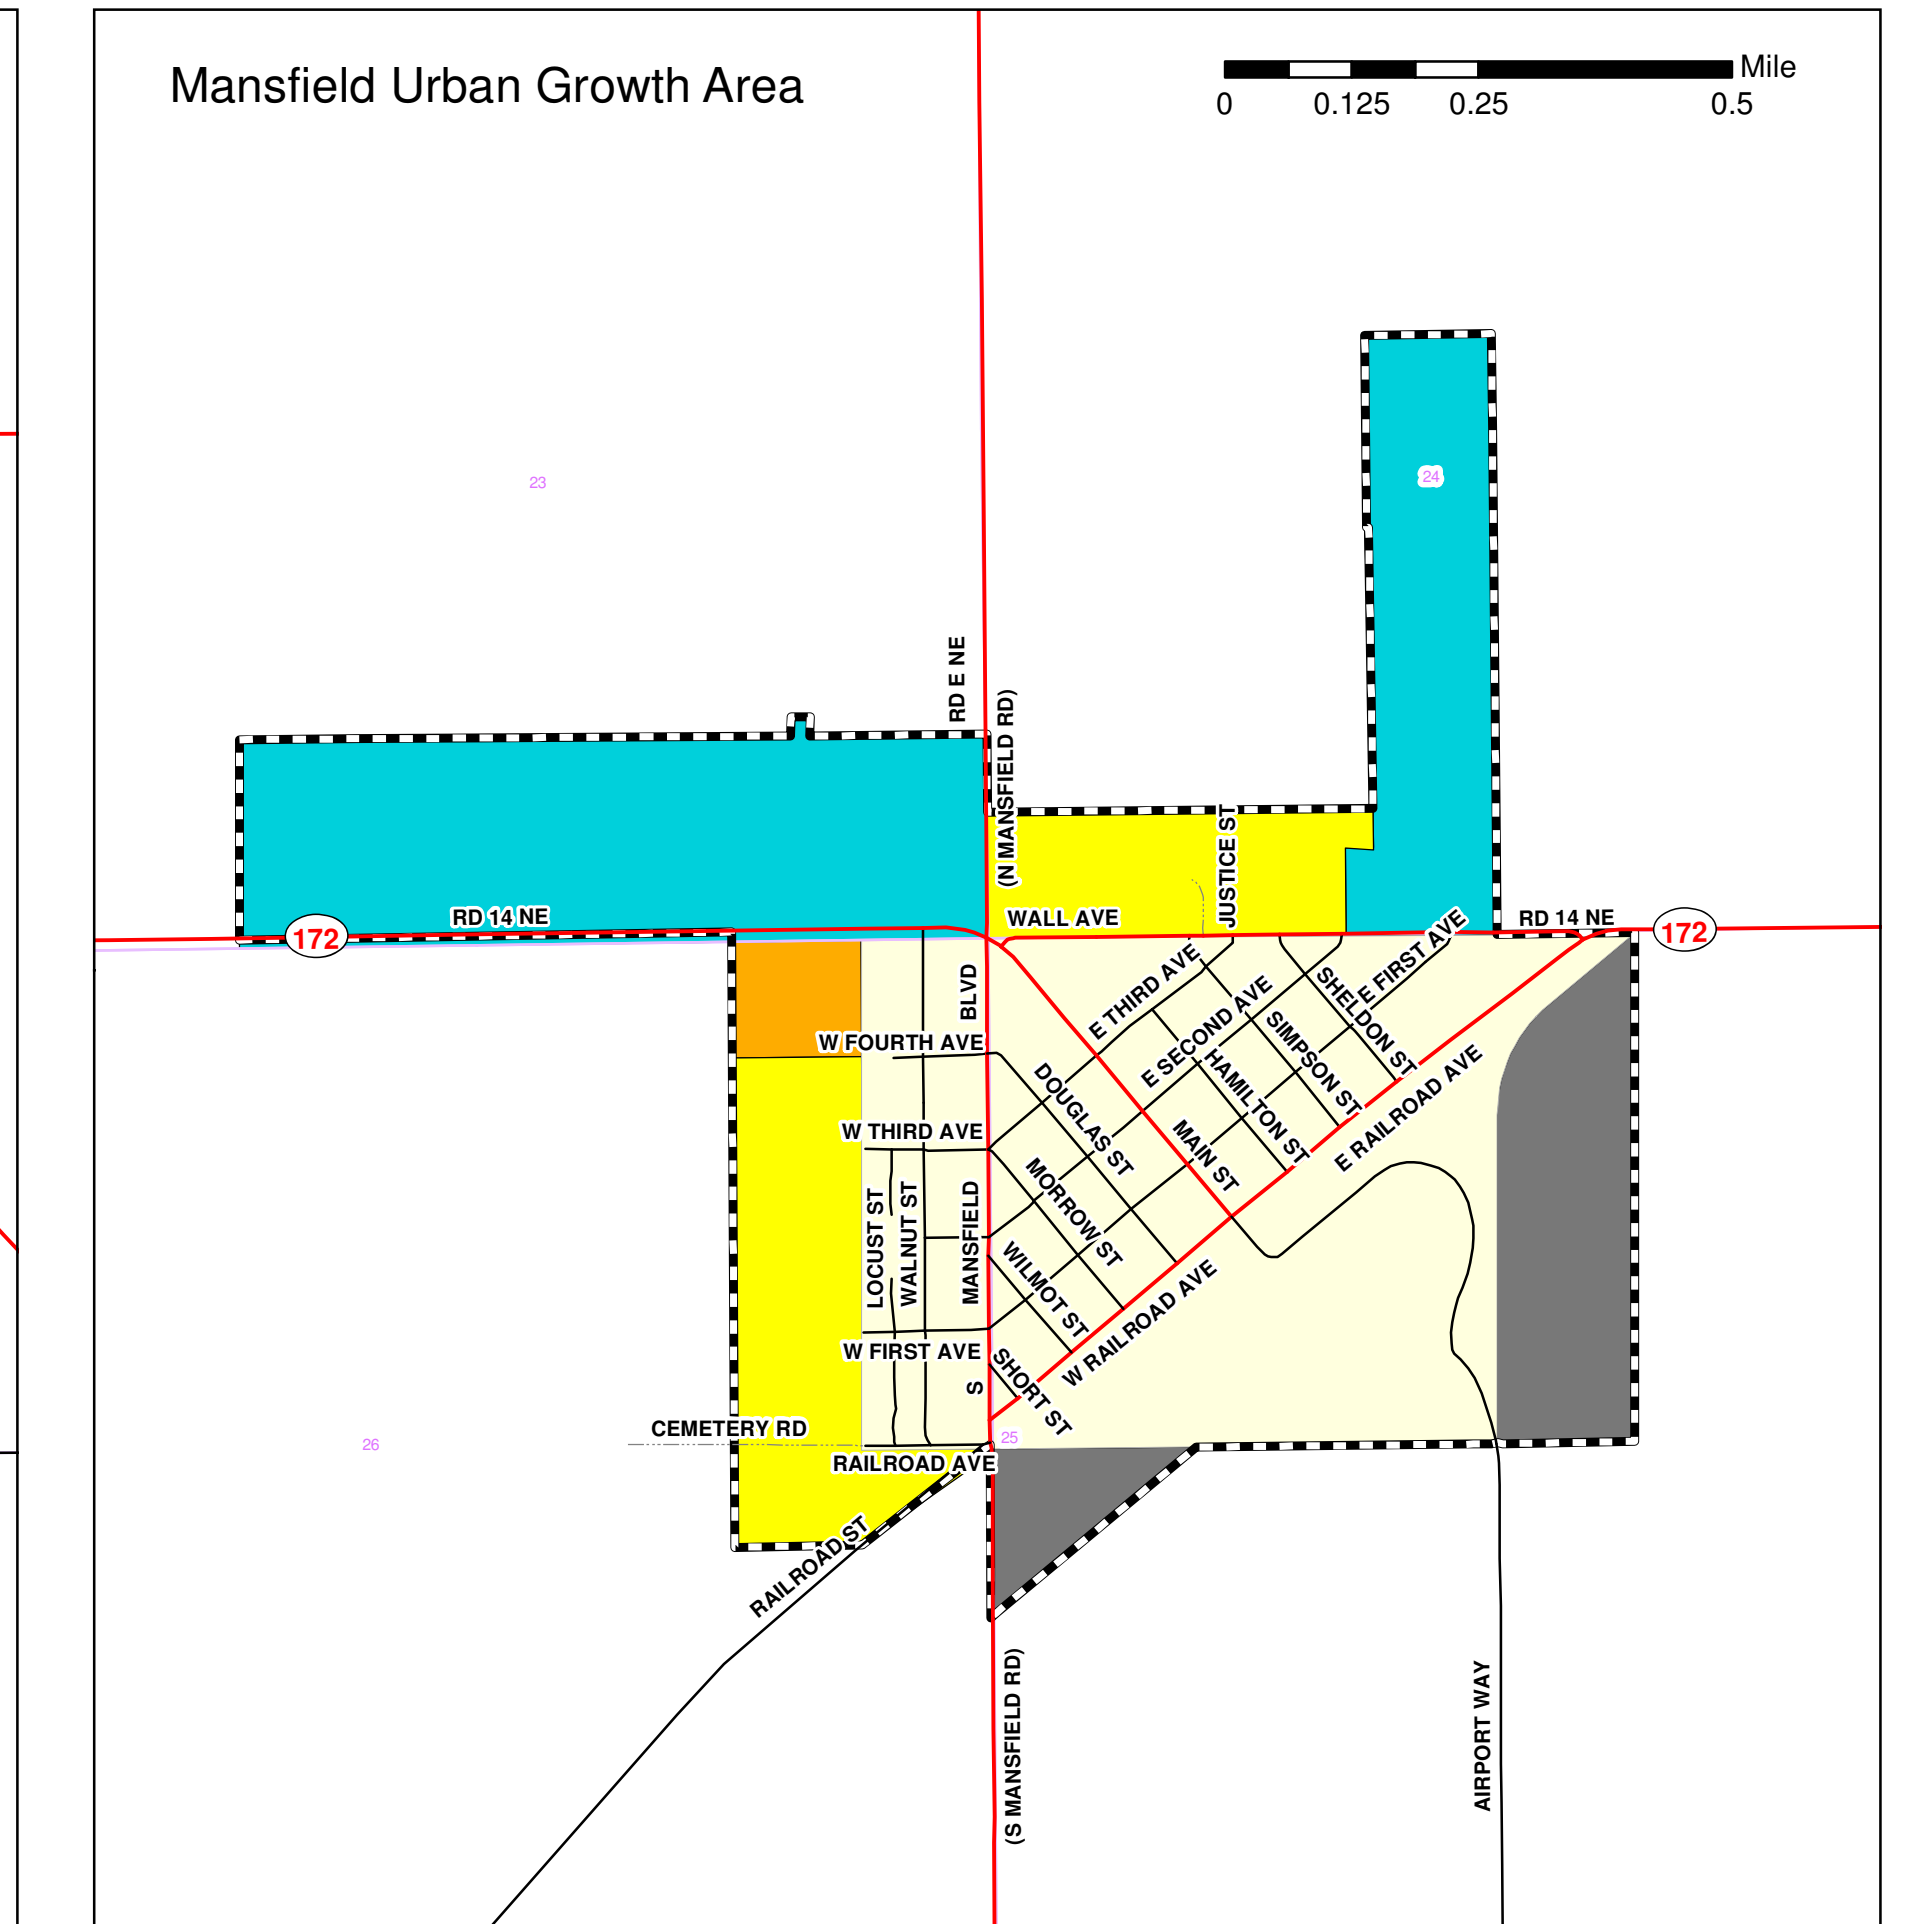 Mansfield Urban Growth Area
Mile
0 0.125 0.25 0.5
23
24
RD E NE
(N MANSFIELD RD)
JUSTICE ST
RD 14 NE
WALL AVE
RD 14 NE
172
172
E FIRST AVE
E THIRD AVE
SHELDON ST
BLVD
E SECOND AVE
SIMPSON ST
W FOURTH AVE
HAMILTON ST
DOUGLAS ST
E RAILROAD AVE
W THIRD AVE
MAIN ST
MORROW ST
LOCUST ST
WALNUT ST
MANSFIELD
WILMOT ST
W RAILROAD AVE
W FIRST AVE
S
SHORT ST
CEMETERY RD
26
25
RAILROAD AVE
RAILROAD ST
(S MANSFIELD RD)
AIRPORT WAY